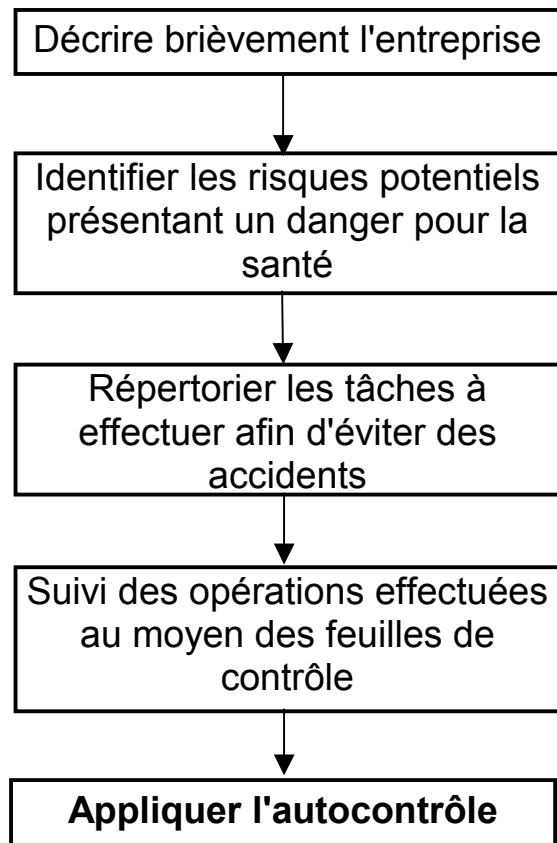 Décrire brièvement l'entreprise
Identifier les risques potentiels
présentant un danger pour la
santé
Répertorier les tâches à
effectuer afin d'éviter des
accidents
Suivi des opérations effectuées
au moyen des feuilles de
contrôle
Appliquer l'autocontrôle